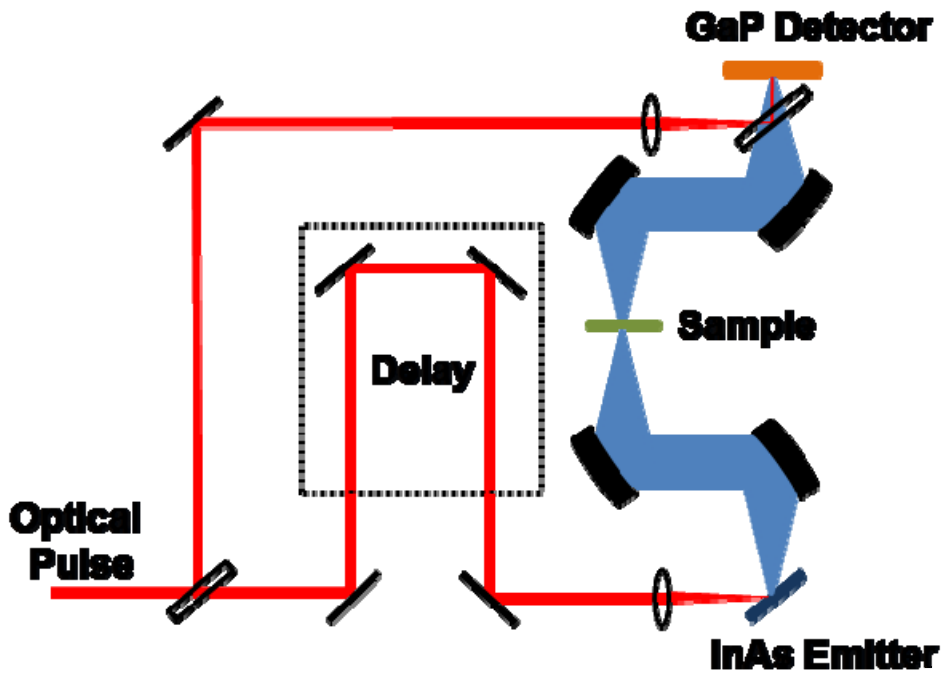 GaP Detector
Sample
Delay
Optical
Pulse
InAs Emitter